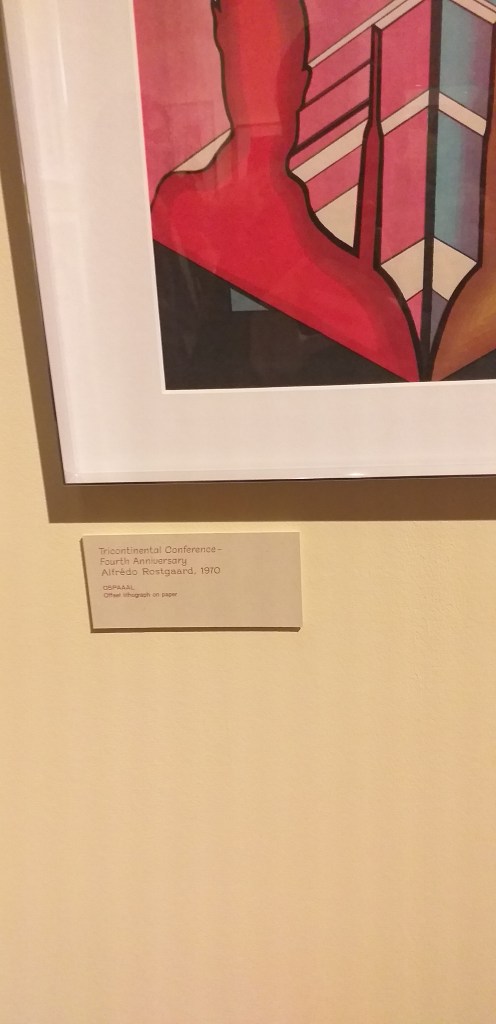 Tricontinental Conference-
Fourth Anniversary
Alfrédo Rostgaard, 1970
OSPAAAL
Offset lithograph on paper